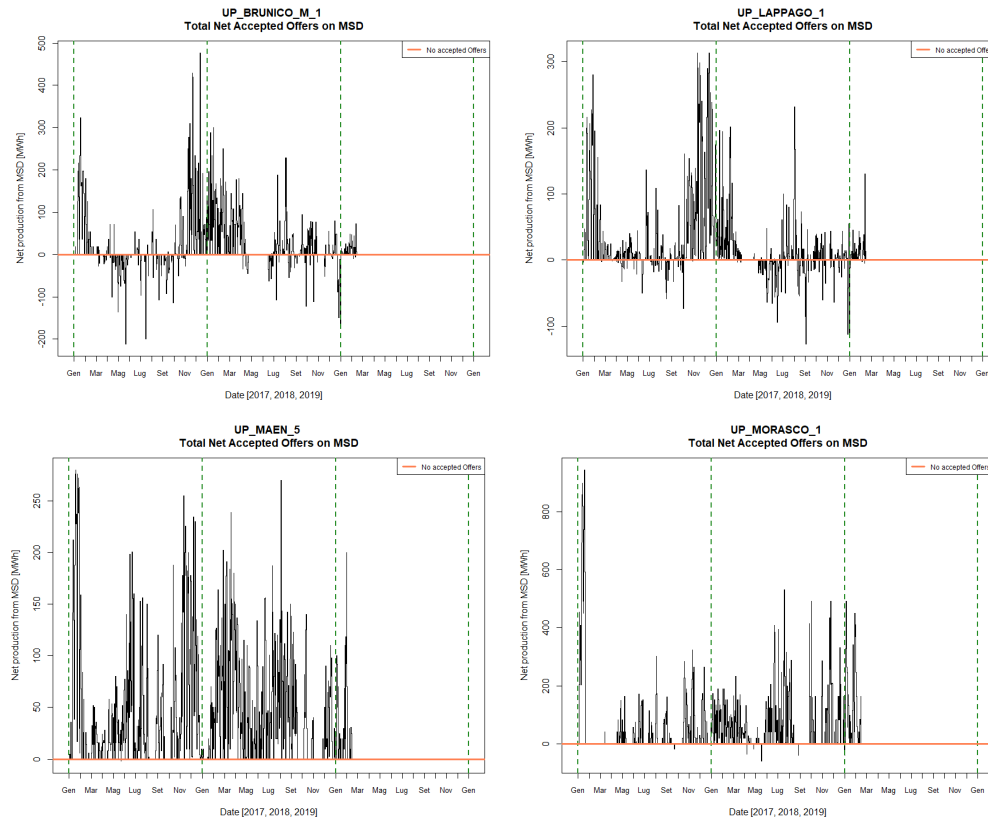 UP_BRUNICO_M_1
Total Net Accepted Offers on MSD
No accepted Offers
Net production from MSD [MWh]
500
400
300
200
100
0
-100
-200
Gen Mar Mag Lug Set Nov Gen Mar Mag Lug Set Nov Gen Mar Mag Lug Set Nov Gen
Date [2017, 2018, 2019]
UP_LAPPAGO_1
Total Net Accepted Offers on MSD
No accepted Offers
Net production from MSD [MWh]
300
200
100
0
-100
Gen Mar Mag Lug Set Nov Gen Mar Mag Lug Set Nov Gen Mar Mag Lug Set Nov Gen
Date [2017, 2018, 2019]
UP_MAEN_5
Total Net Accepted Offers on MSD
No accepted Offers
Net production from MSD [MWh]
250
200
150
100
50
0
Gen Mar Mag Lug Set Nov Gen Mar Mag Lug Set Nov Gen Mar Mag Lug Set Nov Gen
Date [2017, 2018, 2019]
UP_MORASCO_1
Total Net Accepted Offers on MSD
No accepted Offers
Net production from MSD [MWh]
800
600
400
200
0
Gen Mar Mag Lug Set Nov Gen Mar Mag Lug Set Nov Gen Mar Mag Lug Set Nov Gen
Date [2017, 2018, 2019]